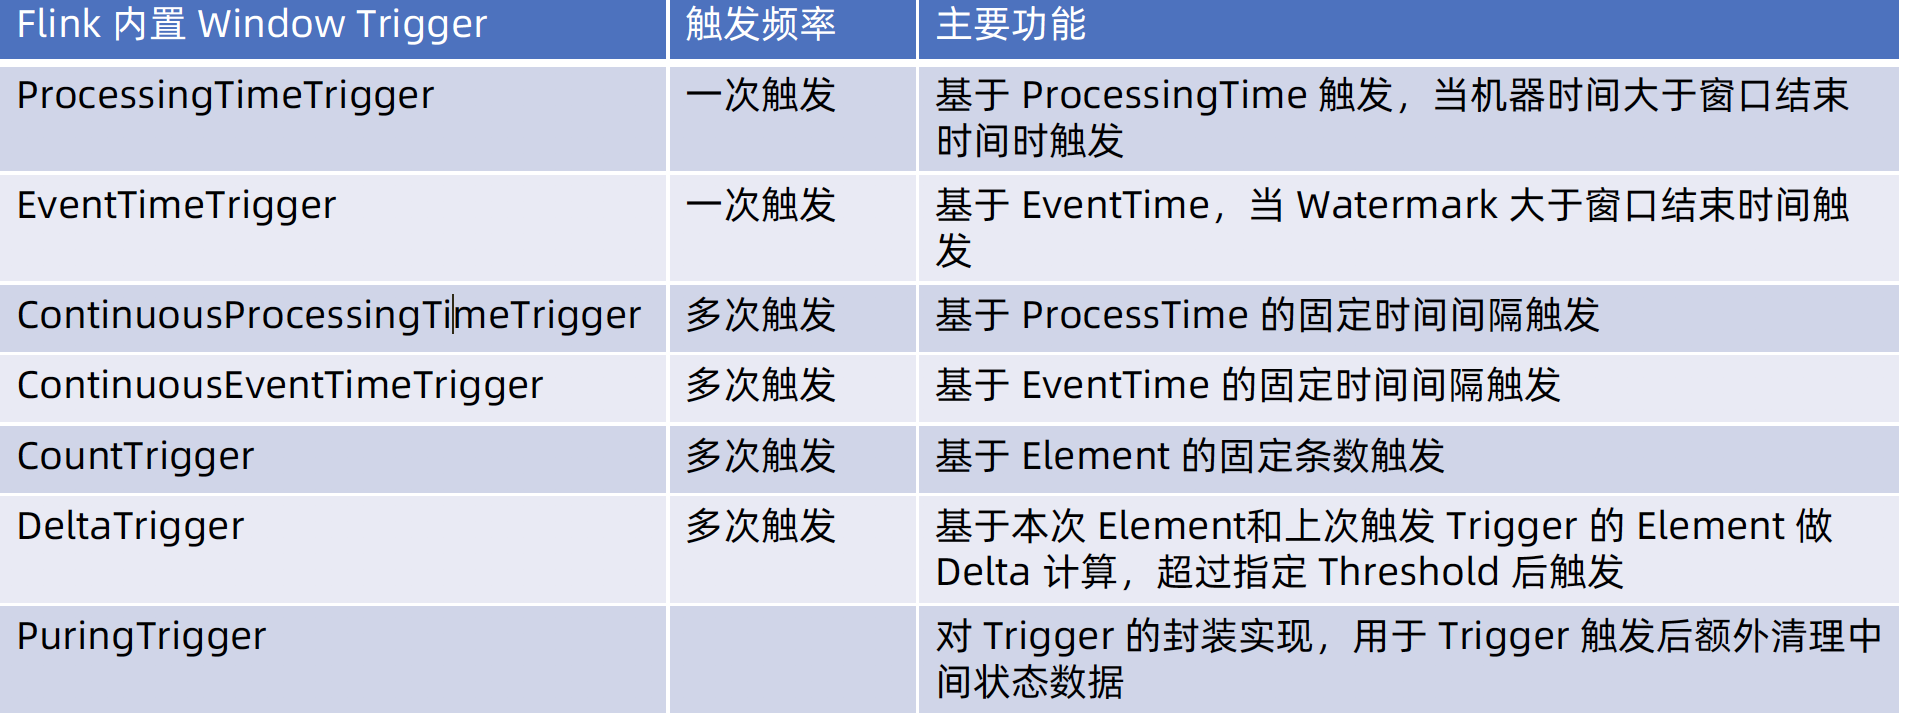 Flink 内置 Window Trigger 触发频率 主要功能
ProcessingTimeTrigger 一次触发 基于 ProcessingTime 触发，当机器时间大于窗口结束
时间时触发
EventTimeTrigger 一次触发 基于 EventTime，当 Watermark 大于窗口结束时间触
发
ContinuousProcessingTimeTrigger 多次触发 基于 ProcessTime 的固定时间间隔触发
ContinuousEventTimeTrigger 多次触发 基于 EventTime 的固定时间间隔触发
CountTrigger 多次触发 基于 Element 的固定条数触发
DeltaTrigger 多次触发 基于本次 Element和上次触发 Trigger 的 Element 做
Delta 计算，超过指定 Threshold 后触发
PuringTrigger 对 Trigger 的封装实现，用于 Trigger 触发后额外清理中
间状态数据